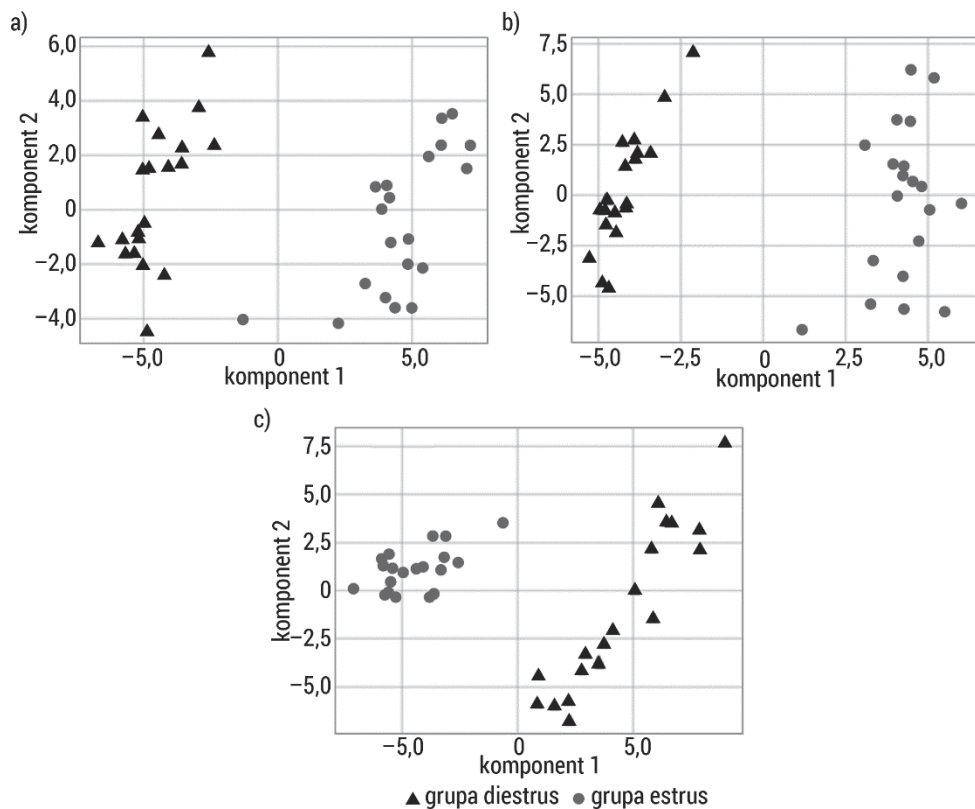 a)
6,0
4,0
2,0
0
−2,0
−4,0
komponent 2
−5,0 0 5,0
komponent 1
b)
7,5
5,0
2,5
0
−2,5
−5,0
komponent 2
−5,0 −2,5 0 2,5 5,0
komponent 1
c)
7,5
5,0
2,5
0
−2,5
−5,0
komponent 2
−5,0 0 5,0
komponent 1
grupa diestrus grupa estrus